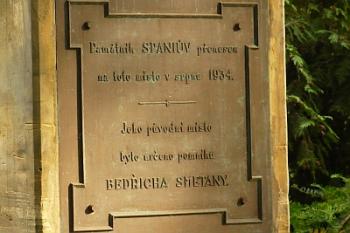 Památník SPANIŮV přenesen
na toto místo v srpnu 1934.
Jeho původní místo
bylo určeno pomníku
BEDŘICHA SMETANY.